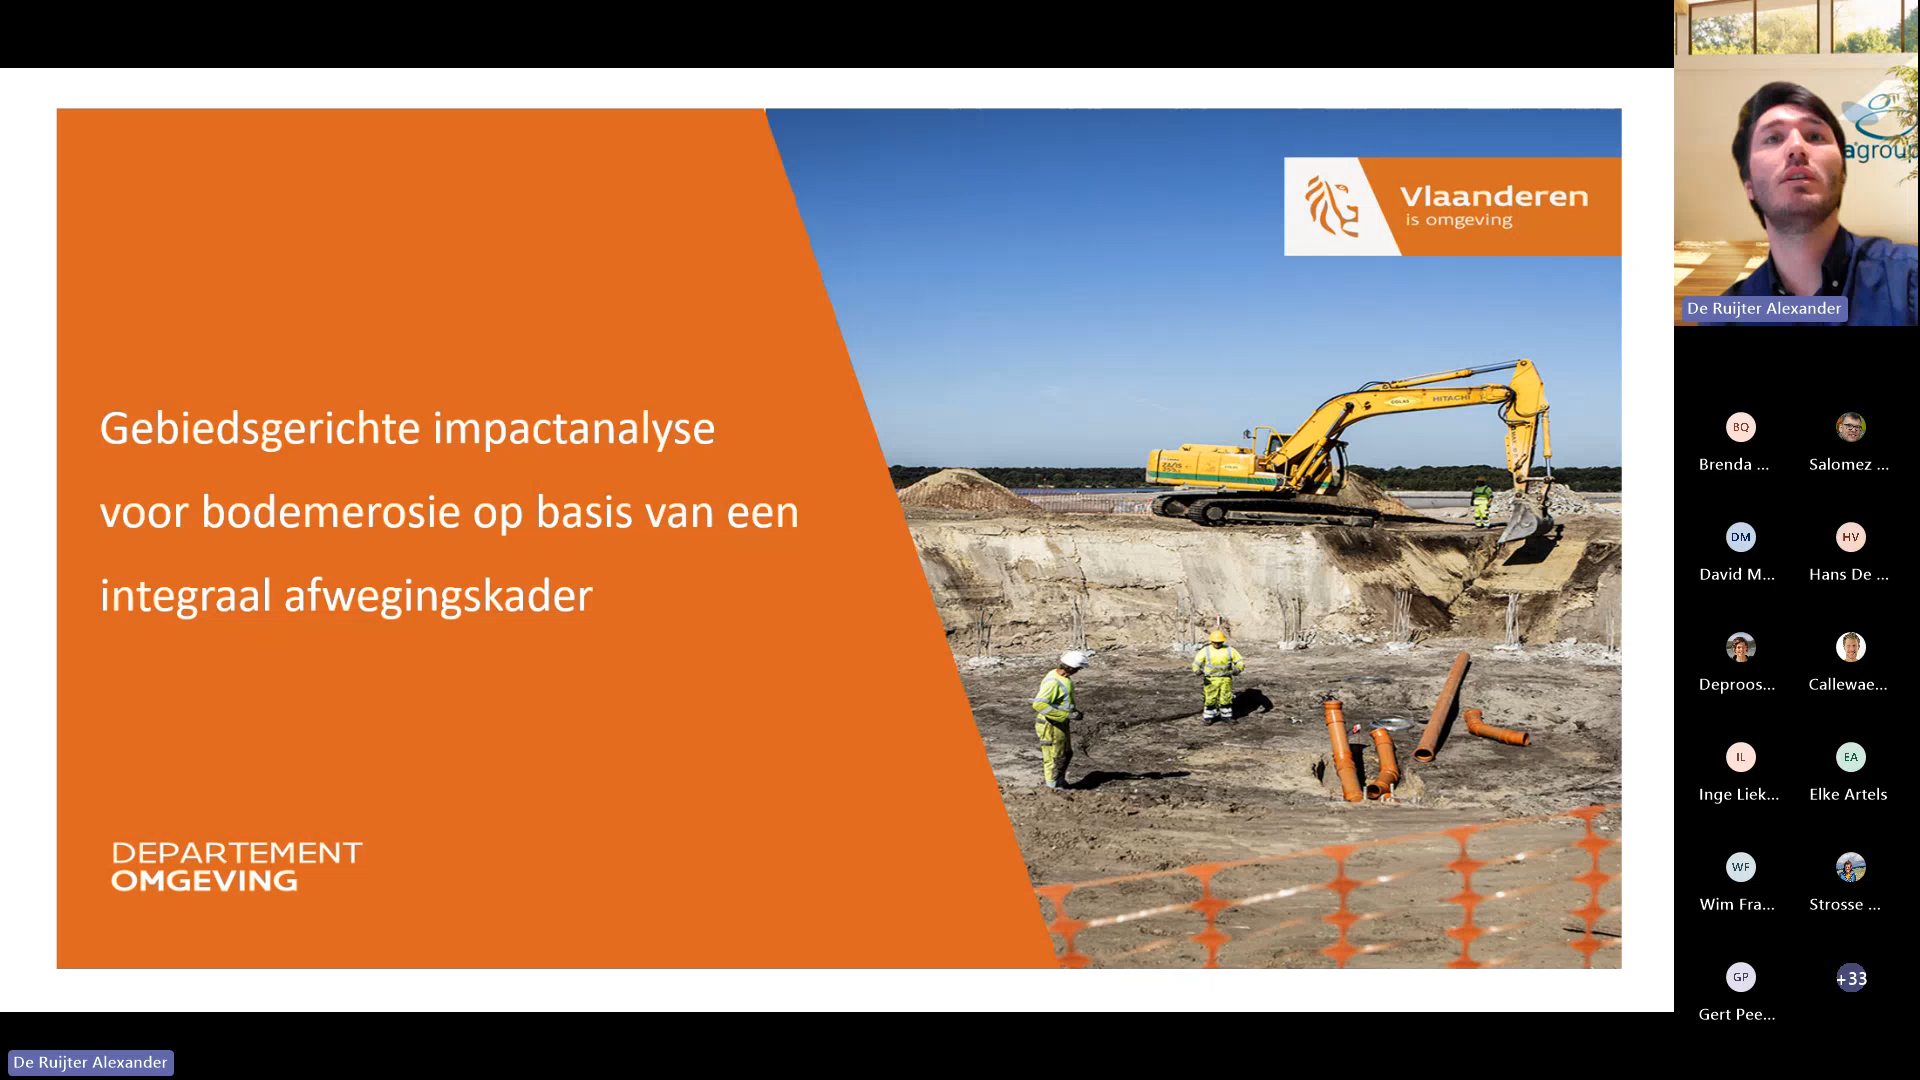 Vlaanderen
is omgeving
Gebiedsgerichte impactanalyse
voor bodemerosie op basis van een
integraal afwegingskader
DEPARTEMENT
OMGEVING
HITACHI
De Ruijter Alexander
BQ
Brenda ...
Salomez ...
DM
David M...
HV
Hans De ...
Deproos...
Callewae...
IL
Inge Liek...
EA
Elke Artels
WF
Wim Fra...
Strosse ...
GP
Gert Pee...
+33
De Ruijter Alexander